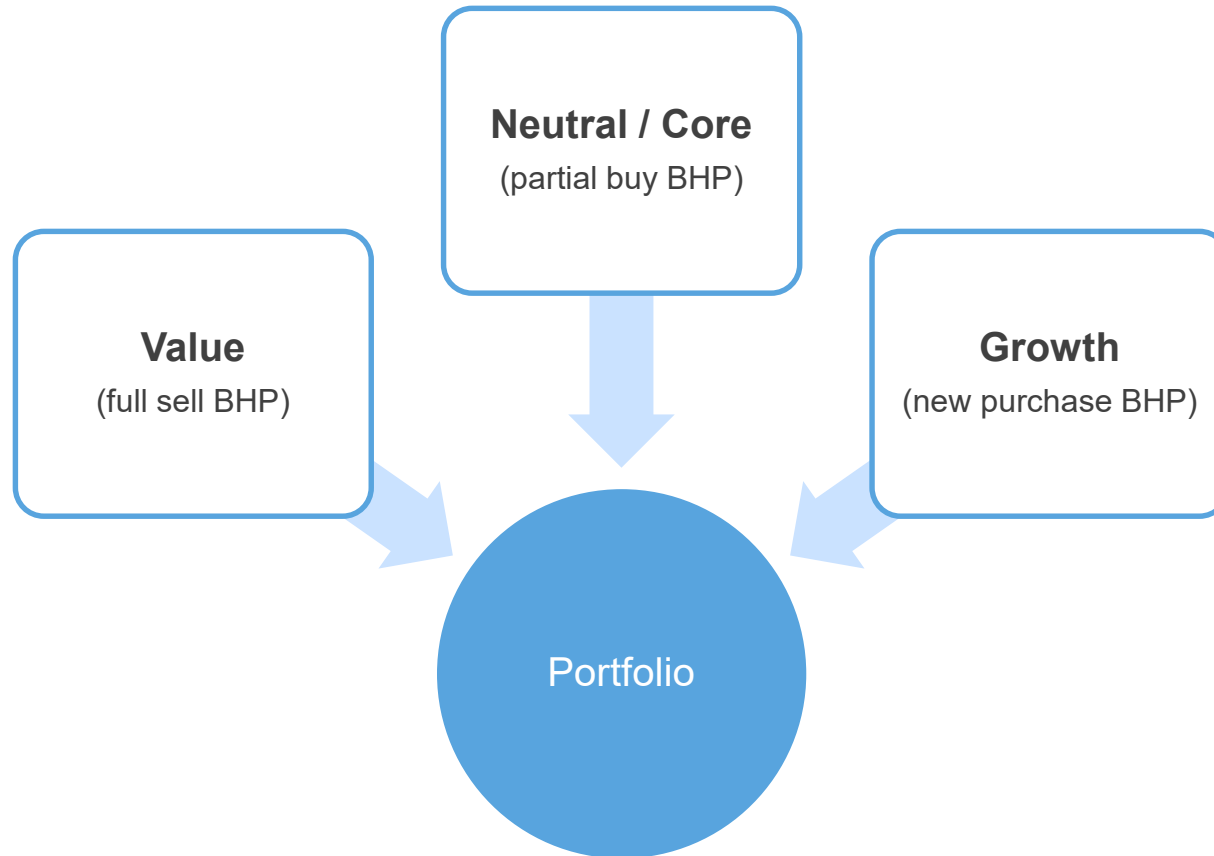 Neutral / Core
(partial buy BHP)
Value
(full sell BHP)
Growth
(new purchase BHP)
Portfolio